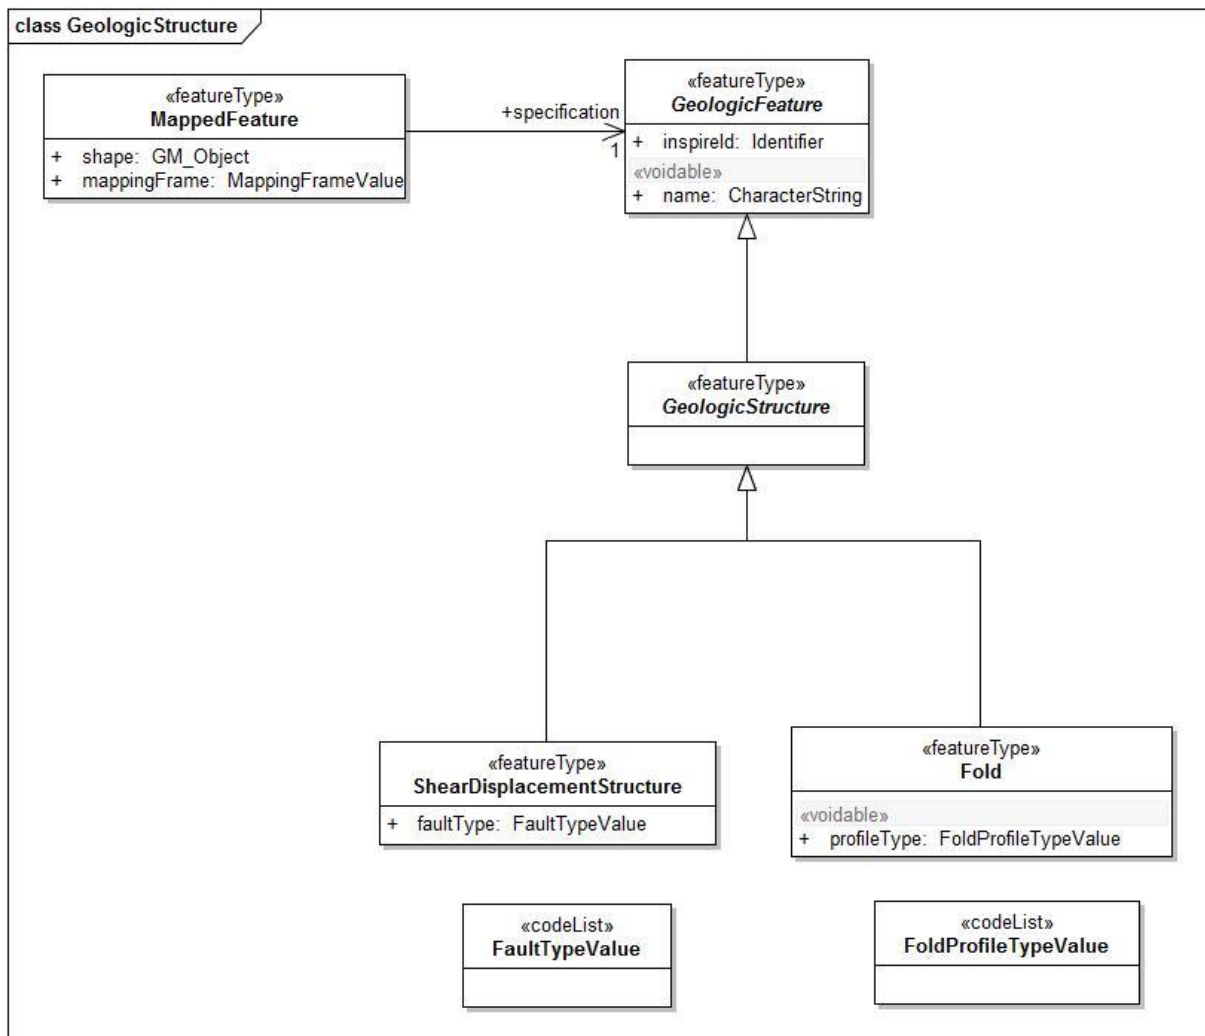 class GeologicStructure
«featureType»
MappedFeature
+ shape: GM_Object
+ mappingFrame: MappingFrameValue
+specification
1
«featureType»
GeologicFeature
+ inspireId: Identifier
«voidable»
+ name: CharacterString
«featureType»
GeologicStructure
«featureType»
ShearDisplacementStructure
+ faultType: FaultTypeValue
«featureType»
Fold
«voidable»
+ profileType: FoldProfileTypeValue
«codeList»
FaultTypeValue
«codeList»
FoldProfileTypeValue